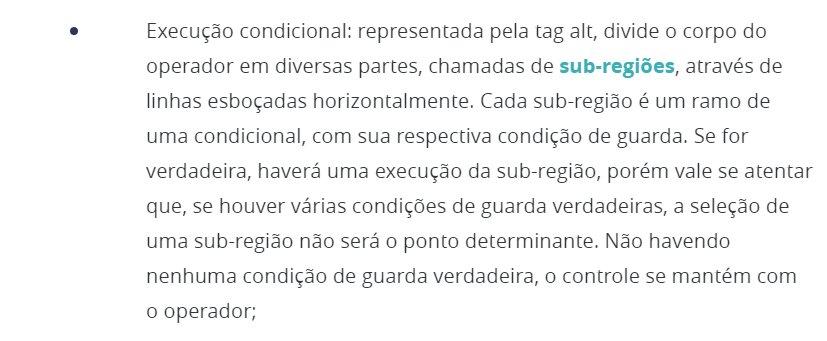 Execução condicional: representada pela tag alt, divide o corpo do
operador em diversas partes, chamadas de sub-regiões, através de
linhas esboçadas horizontalmente. Cada sub-região é um ramo de
uma condicional, com sua respectiva condição de guarda. Se for
verdadeira, haverá uma execução da sub-região, porém vale se atentar
que, se houver várias condições de guarda verdadeiras, a seleção de
uma sub-região não será o ponto determinante. Não havendo
nenhuma condição de guarda verdadeira, o controle se mantém com
o operador;